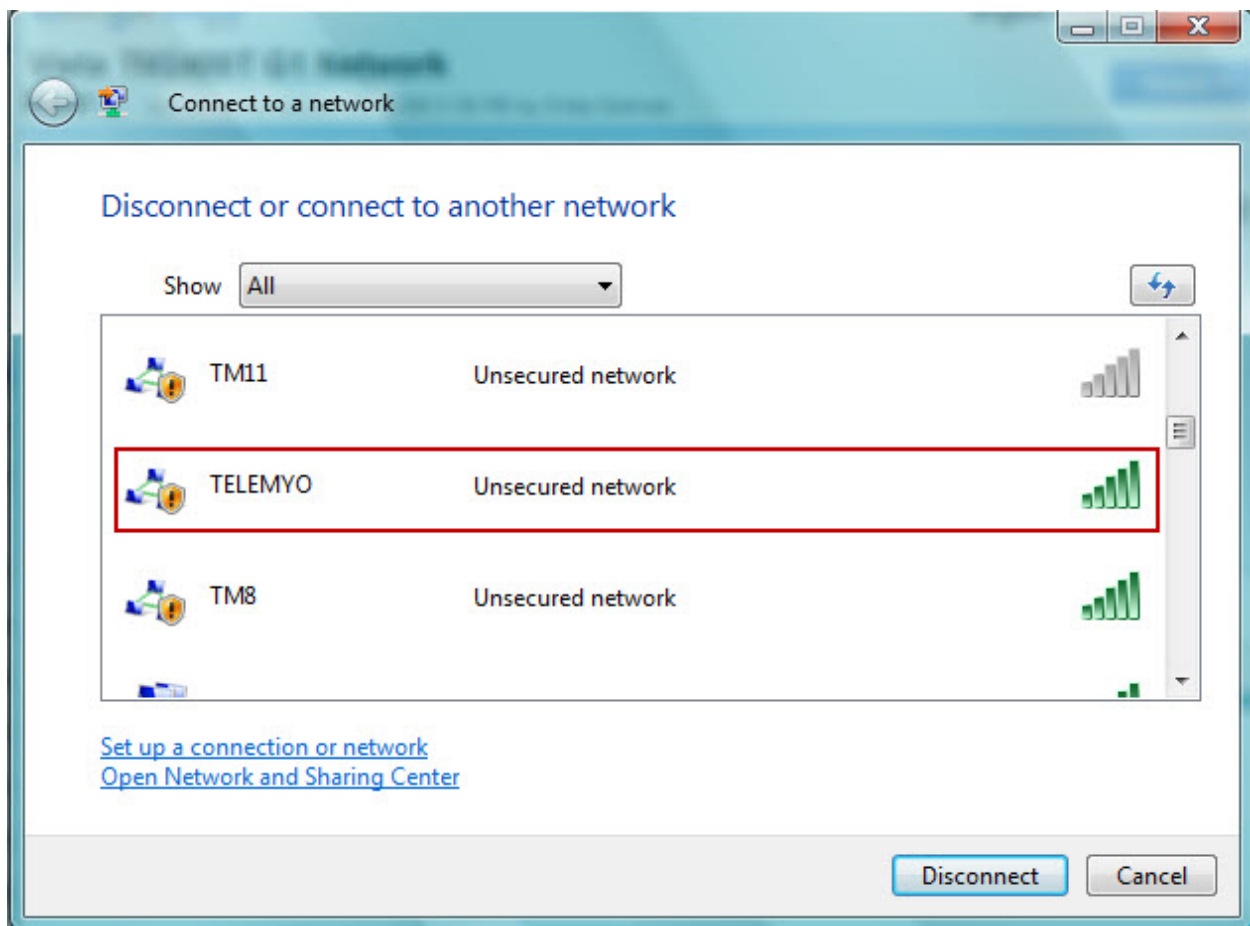 Connect to a network
Disconnect or connect to another network
Show All
TM11 Unsecured network
TELEMYO Unsecured network
TM8 Unsecured network
Set up a connection or network
Open Network and Sharing Center
Disconnect Cancel